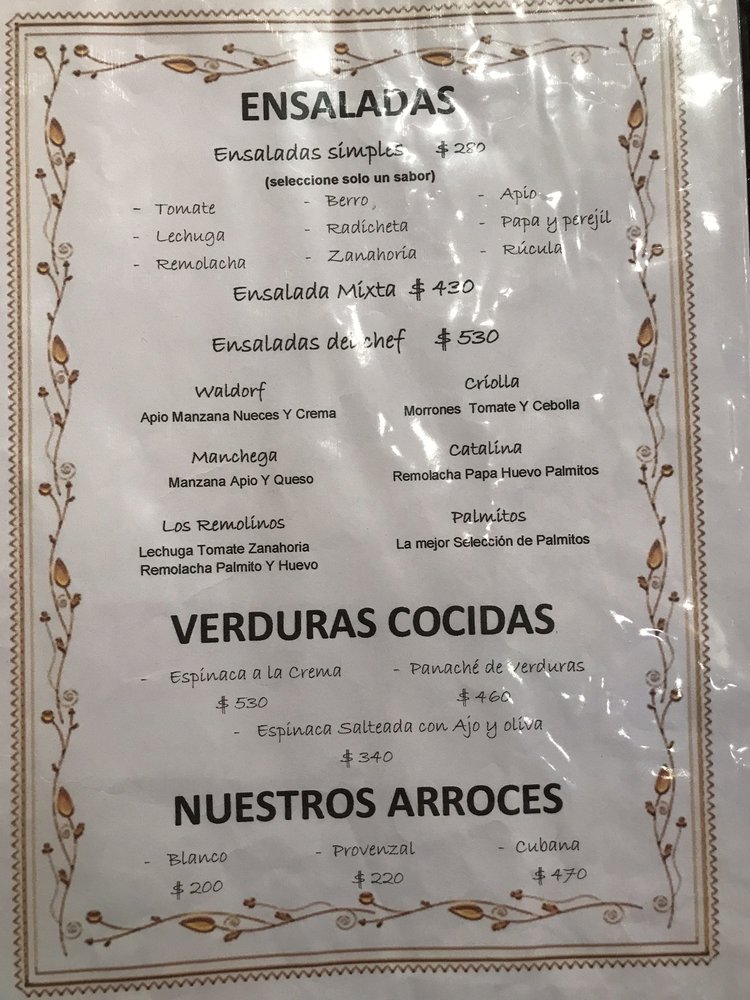 ENSALADAS
Ensaladas simples $ 280
(seleccione solo un sabor)
- Tomate - Berro, - Apio
- Lechuga - Radicheta - Papa y perejil
- Remolacha - Zanahoria - Rúcula
Ensalada Mixta $ 430
Ensaladas del chef $ 530
Waldorf Criolla
Apio Manzana Nueces Y Crema Morrones Tomate Y Cebolla
Manchega Catalina
Manzana Apio Y Queso Remolacha Papa Huevo Palmitos
Los Remolinos Palmitos
Lechuga Tomate Zanahoria La mejor Selección de Palmitos
Remolacha Palmito Y Huevo
VERDURAS COCIDAS
- Espinaca a la Crema - Panaché de verduras
$ 530 $ 460
- Espinaca Salteada con Ajo y oliva
$ 340
NUESTROS ARROCES
- Blanco - Provenzal - Cubana
$ 200 $ 220 $ 470